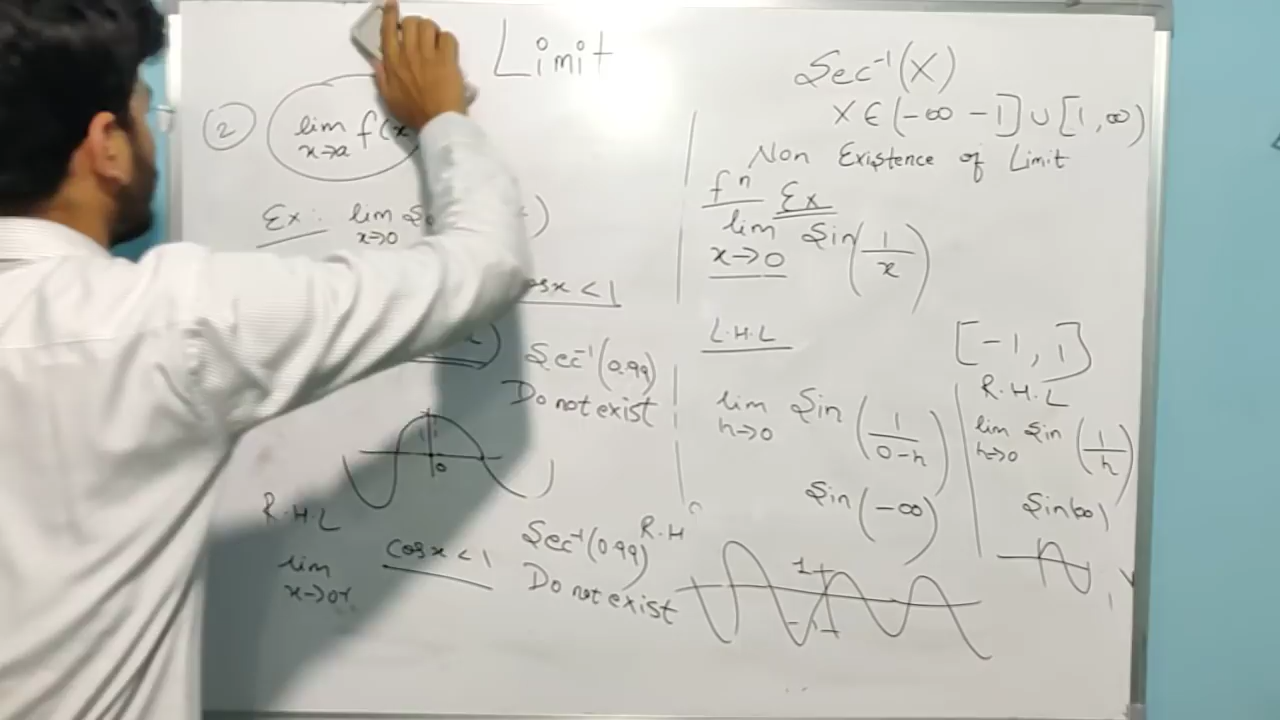 Limit
2 lim f(x
x→a
Ex: lim
x→0
cosx < 1
Sec⁻¹(0.99)
Do not exist
0
R.H.L
lim cosx < 1 Sec⁻¹(0.99)
x→0+ Do not exist
Sec⁻¹(X)
X ∈ (-∞ -1] ∪ [1, ∞)
Non Existence of Limit
fⁿ Ex
lim Sin(1/x)
x→0
L.H.L [-1, 1]
lim Sin(1/0-h)
h→0
Sin(-∞)
R.H.L
lim Sin(1/h)
h→0
Sin(∞)
R.H
1
-1